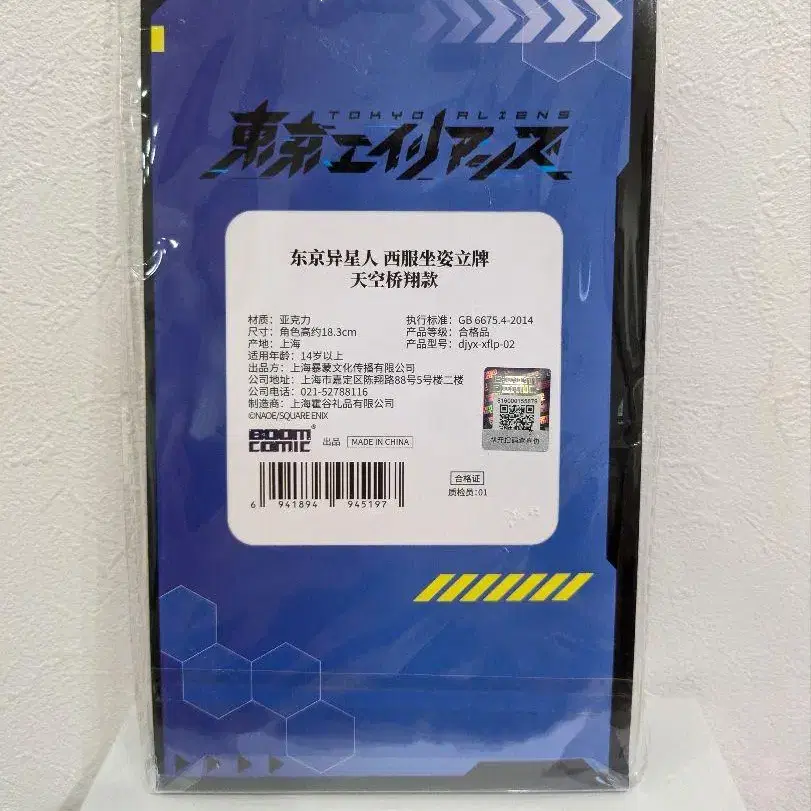 TOKYO ALIENS
東京エイリアンズ
东京异星人 西服坐姿立牌
天空桥翔款
材质：亚克力
尺寸：角色高约18.3cm
产地：上海
适用年龄：14岁以上
出品方：上海暴蒙文化传播有限公司
公司地址：上海市嘉定区陈翔路88号5号楼二楼
公司电话：021-52788116
制造商：上海霍谷礼品有限公司
©NAOE/SQUARE ENIX
执行标准：GB 6675.4-2014
产品等级：合格品
产品型号：djyx-xflp-02
BOOM COMIC® 出品 MADE IN CHINA
6 941894 945197
合格证
质检员：01